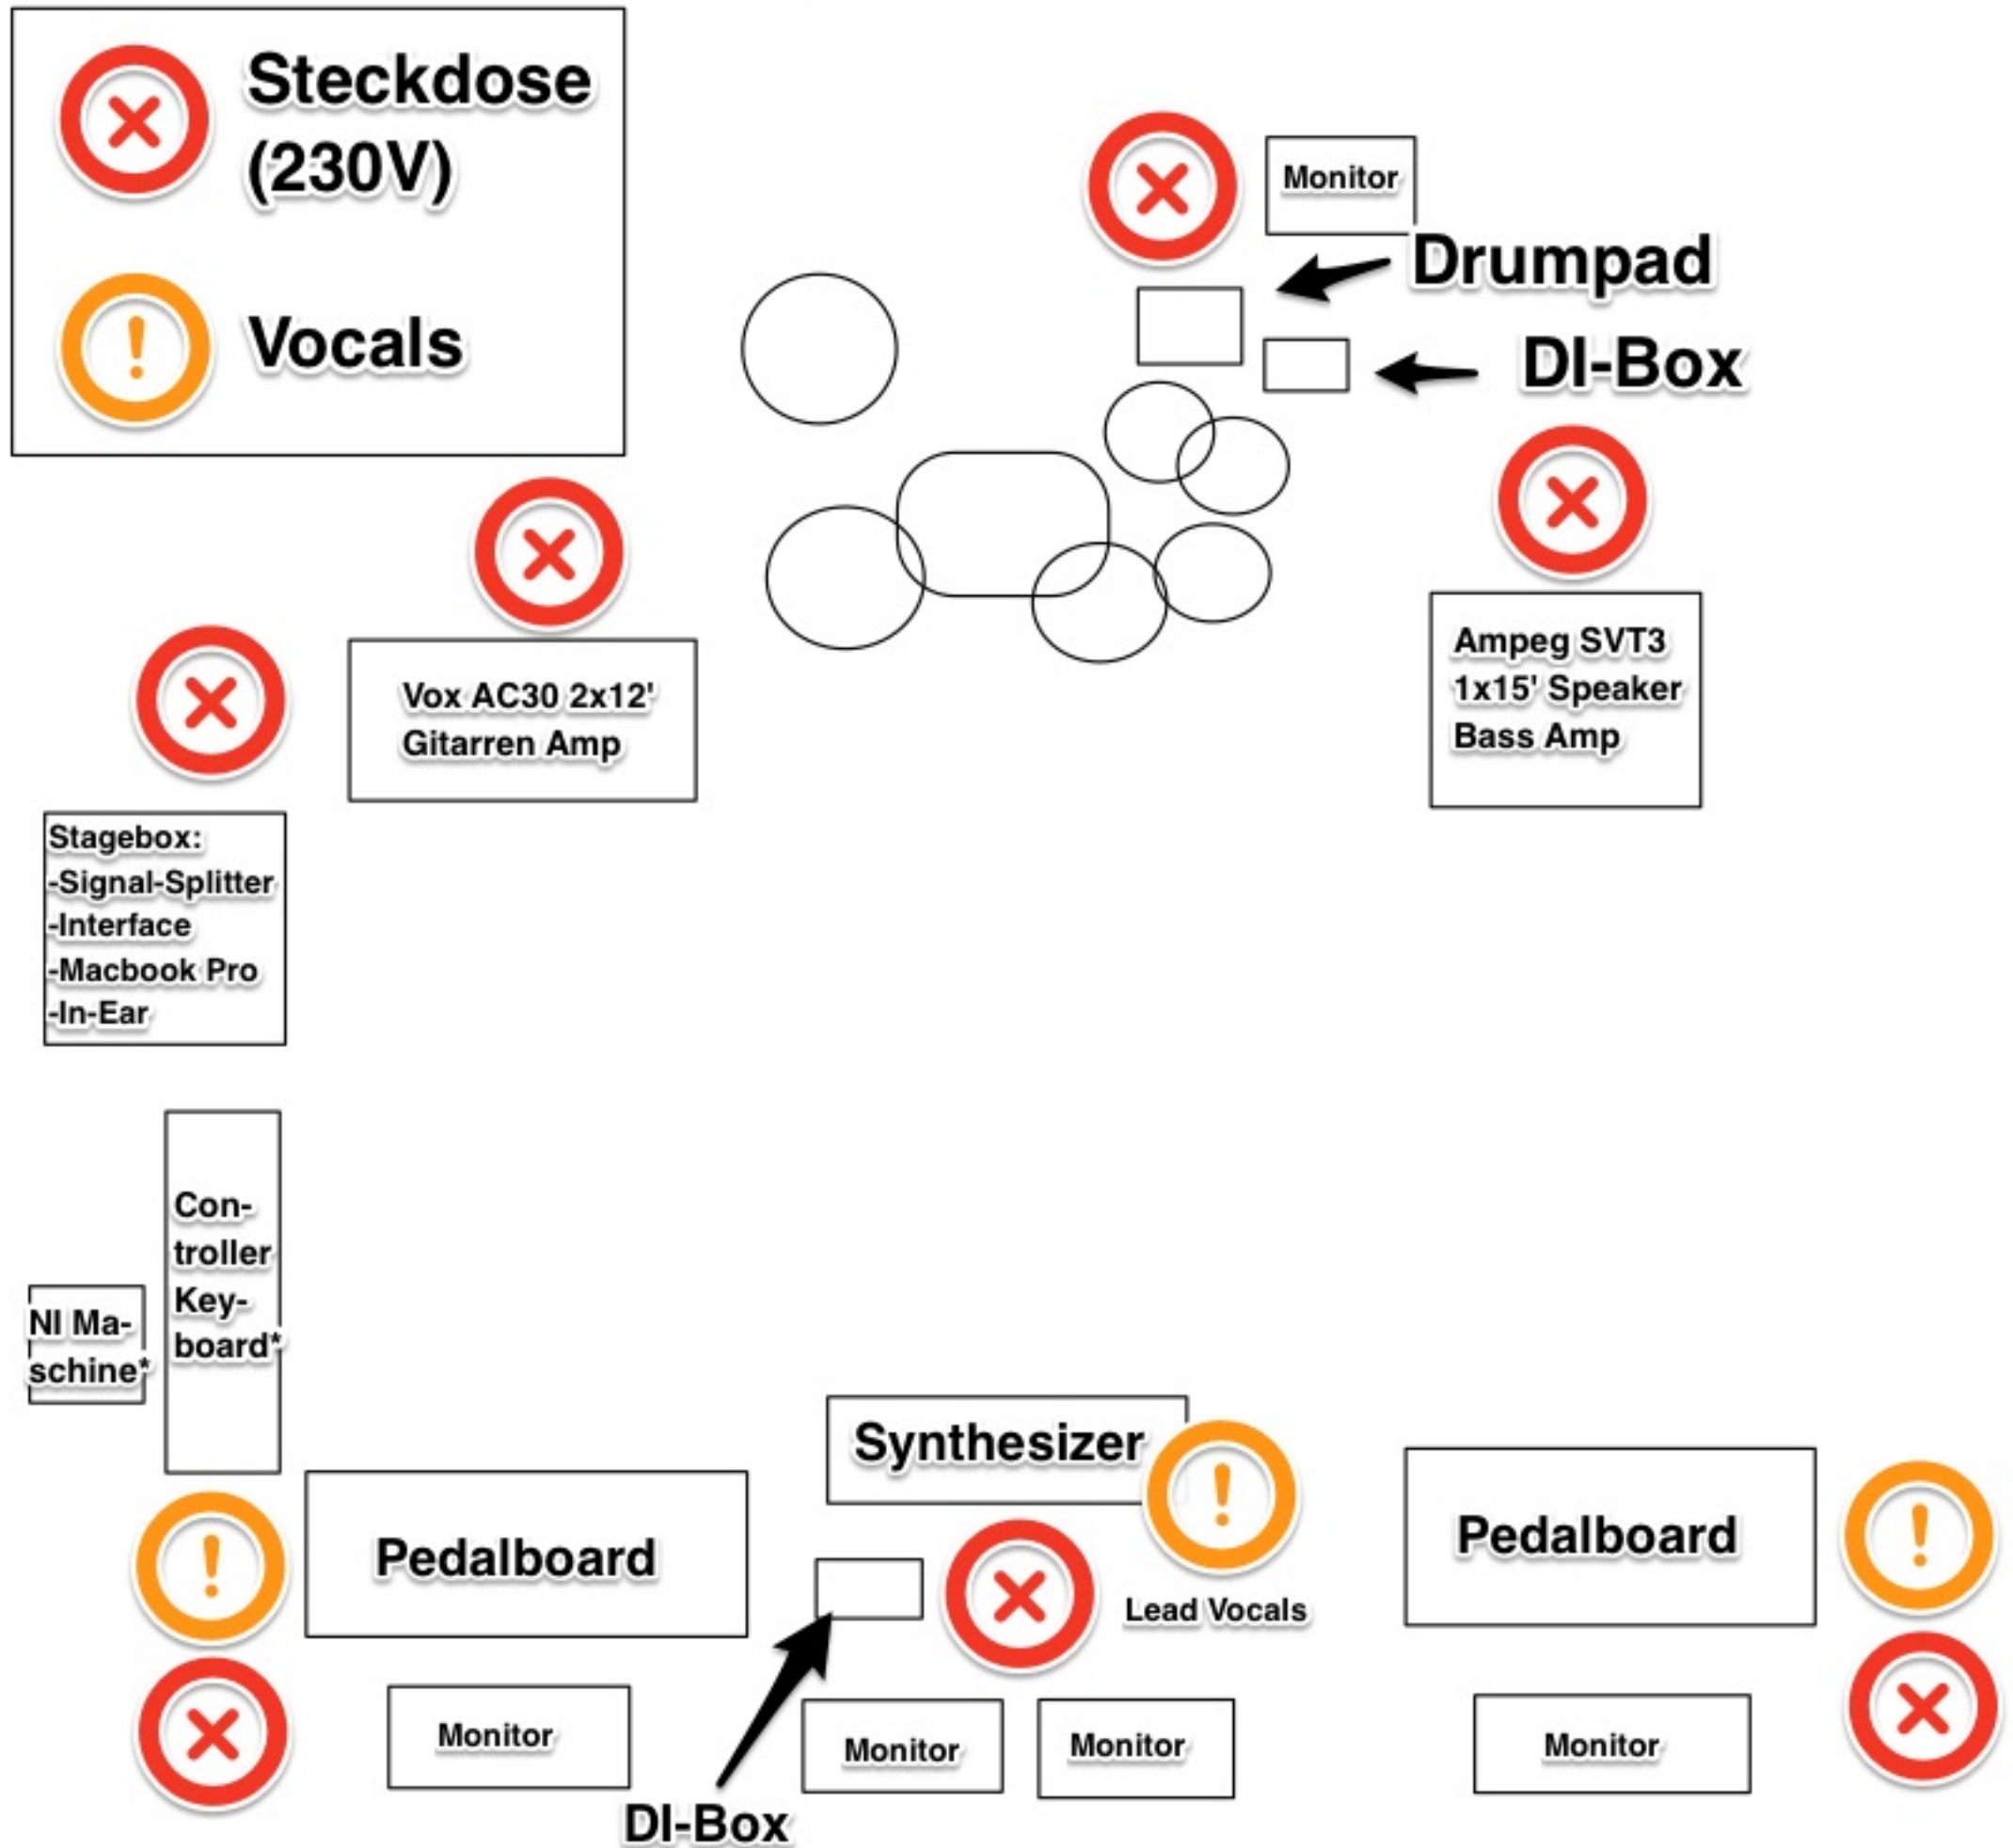 Steckdose
(230V)
Vocals
Monitor
Drumpad
DI-Box
Vox AC30 2x12'
Gitarren Amp
Ampeg SVT3
1x15' Speaker
Bass Amp
Stagebox:
-Signal-Splitter
-Interface
-Macbook Pro
-In-Ear
Con-
troller
Key-
board*
NI Ma-
schine*
Synthesizer
Pedalboard
Lead Vocals
Pedalboard
Monitor
Monitor
Monitor
Monitor
DI-Box